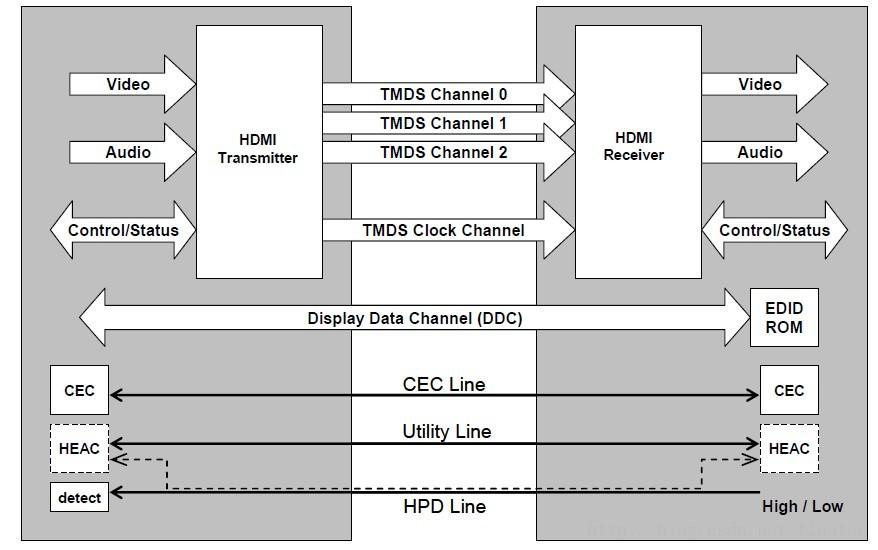 Video
HDMI
Transmitter
TMDS Channel 0
HDMI
Receiver
Video
TMDS Channel 1
Audio
TMDS Channel 2
Audio
Control/Status
TMDS Clock Channel
Control/Status
Display Data Channel (DDC)
EDID
ROM
CEC
CEC Line
CEC
Utility Line
HEAC
HEAC
detect
HPD Line
High / Low